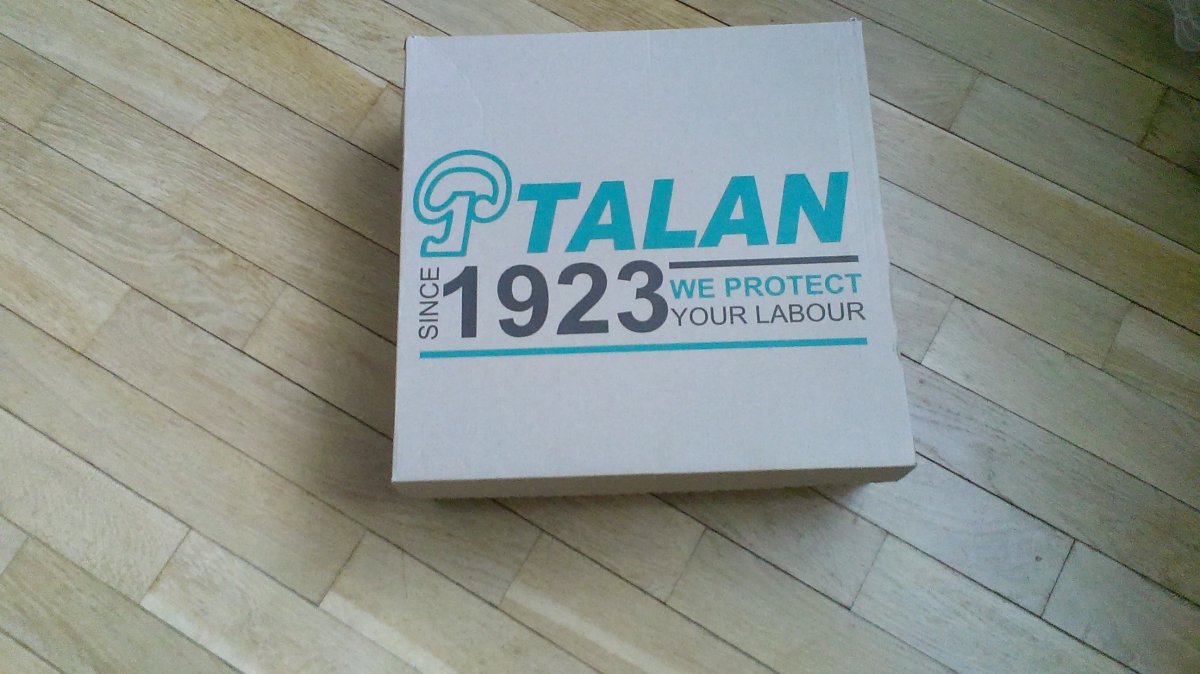 TALAN
SINCE 1923
WE PROTECT
YOUR LABOUR